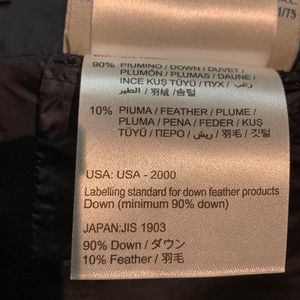 1/75
90% PIUMINO / DOWN / DUVET /
PLUMÓN / PLUMAS / DAUNE /
INCE KUŞ TÜYÜ / ПУХ / زغب
الطير / 羽绒 / 솜털
10% PIUMA / FEATHER / PLUME /
PLUMA / PENA / FEDER / KUŞ
TÜYÜ / ПЕРО / ريش / 羽毛 / 깃털
USA: USA - 2000
Labelling standard for down feather products
Down (minimum 90% down)
JAPAN:JIS 1903
90% Down / ダウン
10% Feather / 羽毛